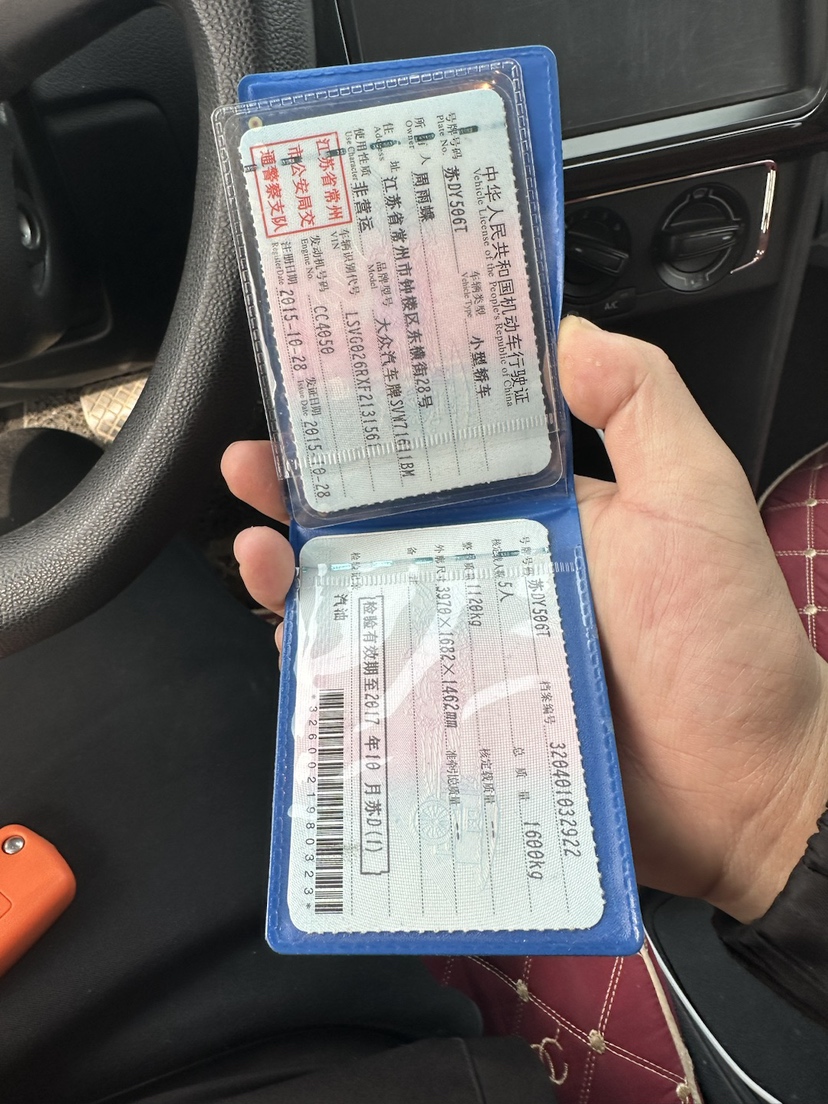 中华人民共和国机动车行驶证
Vehicle License of the People's Republic of China
号牌号码 苏DY506T 车辆类型 小型轿车
Plate No. Vehicle Type
所 人 周雨蝶
Owner
住 址 江苏省常州市钟楼区东横街28号
Address
使用性质 非营运 品牌型号 大众汽车牌SVW71611BM
Use Character Model
江苏省常州
市公安局交
通警察支队
车辆识别代号 LSVG026RXF2131561
VIN
发动机号码 CC4050
Engine No.
注册日期 2015-10-28 发证日期 2015-10-28
Register Date Issue Date
号牌号码 苏DY506T 档案编号 320401032922
核定载人数 5人 总质量 1600kg
整备质量 1120kg 核定载质量 --
外廓尺寸 3970×1682×1462mm 准牵引总质量 --
备 注
检验有效期至2017 年10 月苏D(1)
检验记录
汽油
*3260021980323*
AC